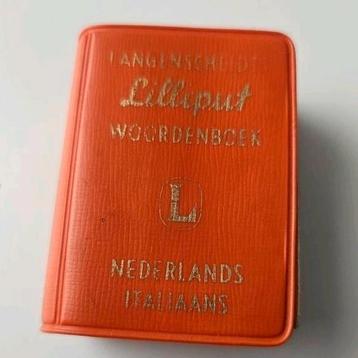 LANGENSCHEIDTS
Lilliput
WOORDENBOEK
L
NEDERLANDS
ITALIAANS